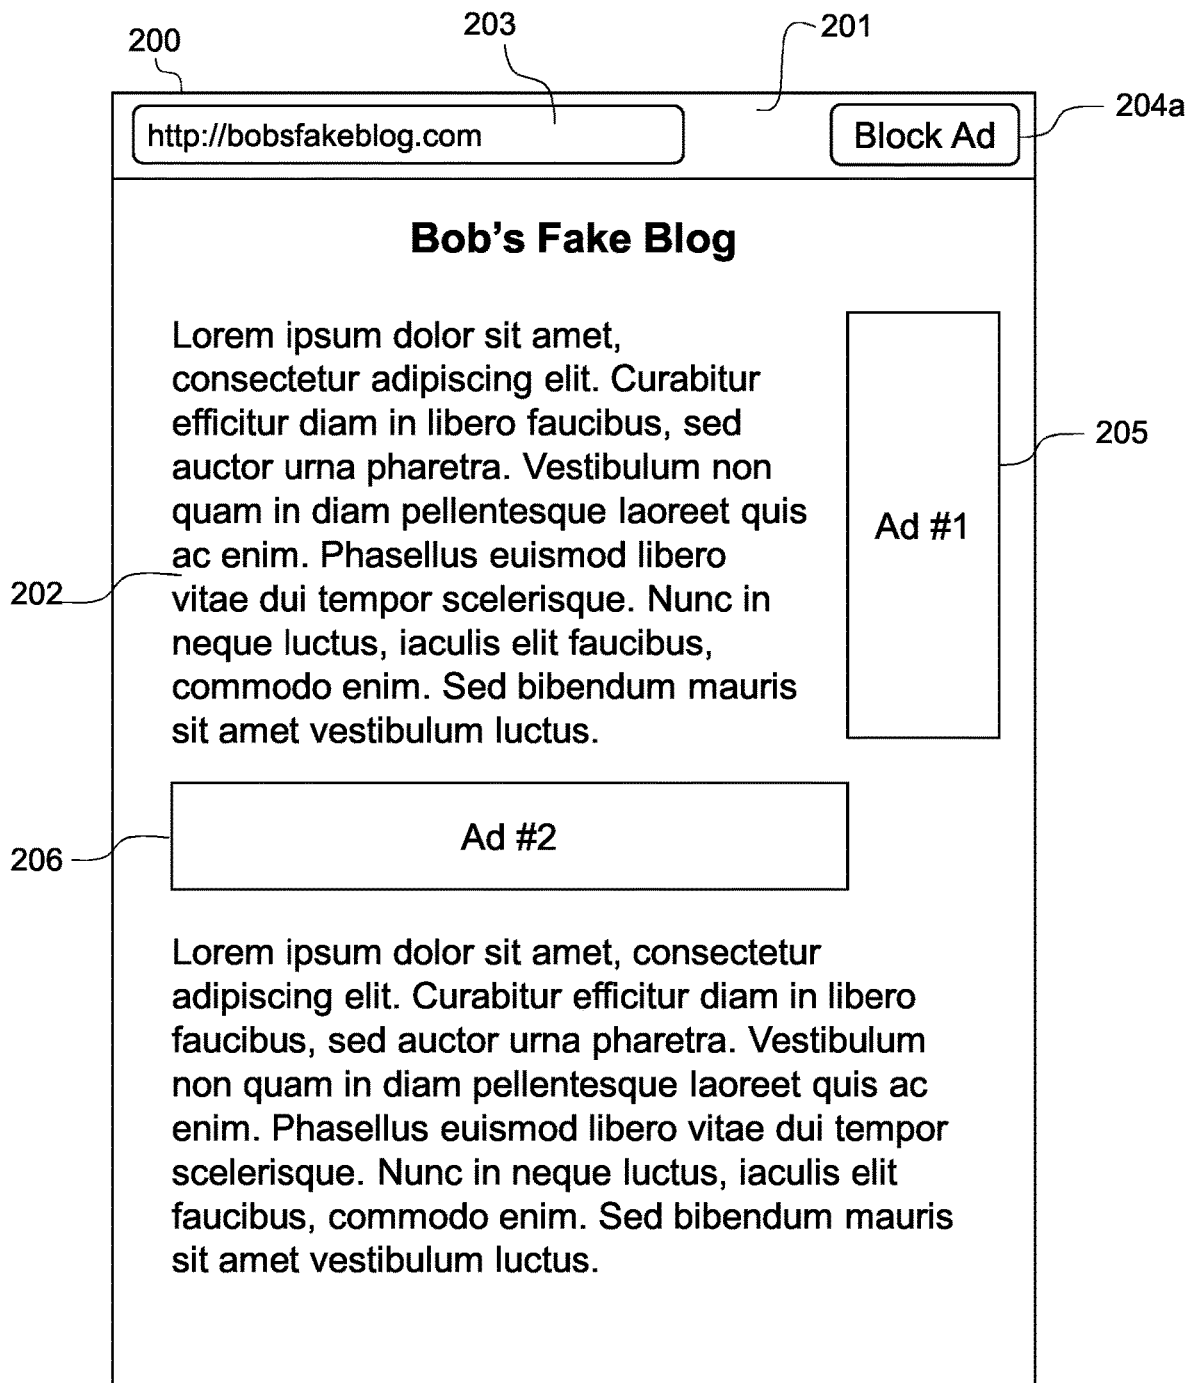 200
203
201
204a
http://bobsfakeblog.com
Block Ad
Bob’s Fake Blog
Lorem ipsum dolor sit amet,
consectetur adipiscing elit. Curabitur
efficitur diam in libero faucibus, sed
auctor urna pharetra. Vestibulum non
quam in diam pellentesque laoreet quis
ac enim. Phasellus euismod libero
vitae dui tempor scelerisque. Nunc in
neque luctus, iaculis elit faucibus,
commodo enim. Sed bibendum mauris
sit amet vestibulum luctus.
202
Ad #1
205
Ad #2
206
Lorem ipsum dolor sit amet, consectetur
adipiscing elit. Curabitur efficitur diam in libero
faucibus, sed auctor urna pharetra. Vestibulum
non quam in diam pellentesque laoreet quis ac
enim. Phasellus euismod libero vitae dui tempor
scelerisque. Nunc in neque luctus, iaculis elit
faucibus, commodo enim. Sed bibendum mauris
sit amet vestibulum luctus.